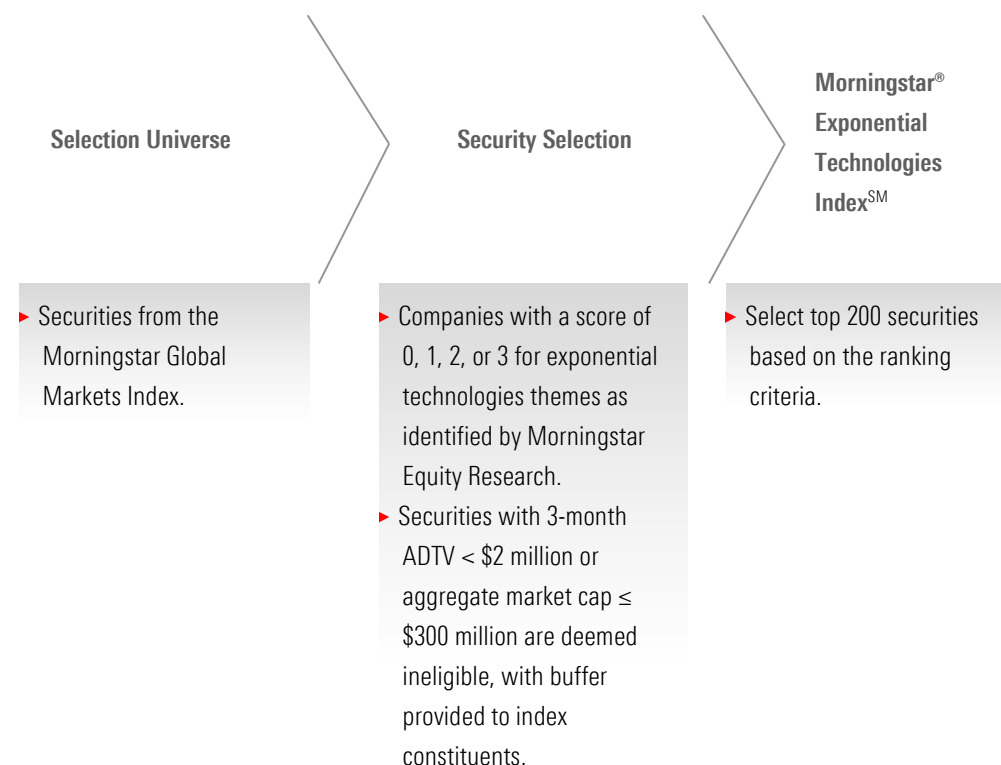 Selection Universe
Security Selection
Morningstar®
Exponential
Technologies
Index℠
► Securities from the
Morningstar Global
Markets Index.
► Companies with a score of
0, 1, 2, or 3 for exponential
technologies themes as
identified by Morningstar
Equity Research.
► Securities with 3-month
ADTV < $2 million or
aggregate market cap ≤
$300 million are deemed
ineligible, with buffer
provided to index
constituents.
► Select top 200 securities
based on the ranking
criteria.